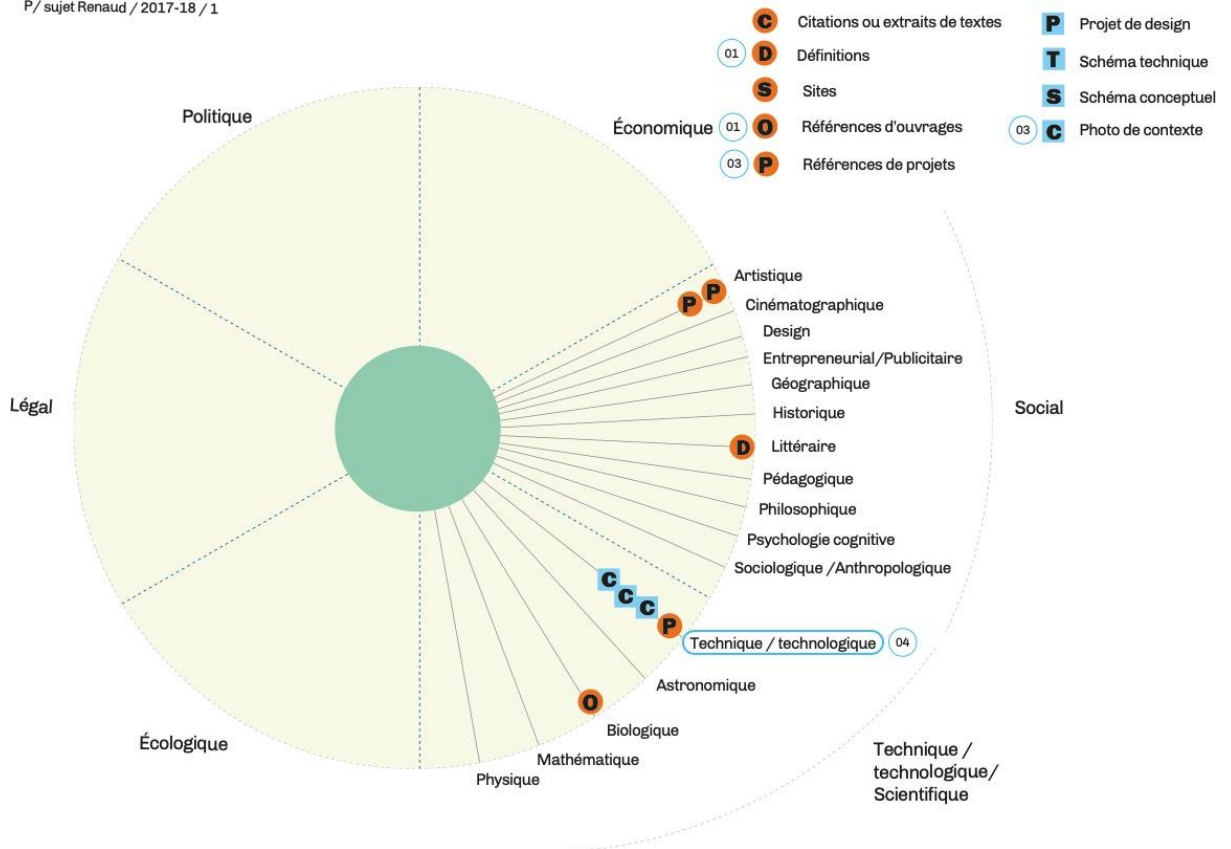 P/ sujet Renaud / 2017-18 / 1
C Citations ou extraits de textes
01 D Définitions
S Sites
01 O Références d'ouvrages
03 P Références de projets
P Projet de design
T Schéma technique
S Schéma conceptuel
03 C Photo de contexte
Politique
Économique
Légal
Écologique
Social
P P Artistique
Cinématographique
Design
Entrepreneurial/Publicitaire
Géographique
Historique
D Littéraire
Pédagogique
Philosophique
Psychologie cognitive
Sociologique /Anthropologique
C C C P
Technique / technologique 04
Astronomique
O Biologique
Mathématique
Physique
Technique /
technologique/
Scientifique